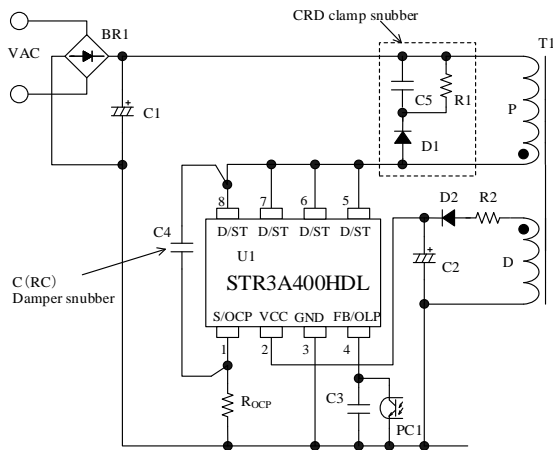 CRD clamp snubber
BR1
T1
VAC
C1
C5
R1
P
D1
8
7
6
5
D2
R2
C4
D/ST
D/ST
D/ST
D/ST
U1
C2
D
C(RC)
Damper snubber
STR3A400HDL
S/OCP
VCC
GND
FB/OLP
1
2
3
4
C3
ROCP
PC1